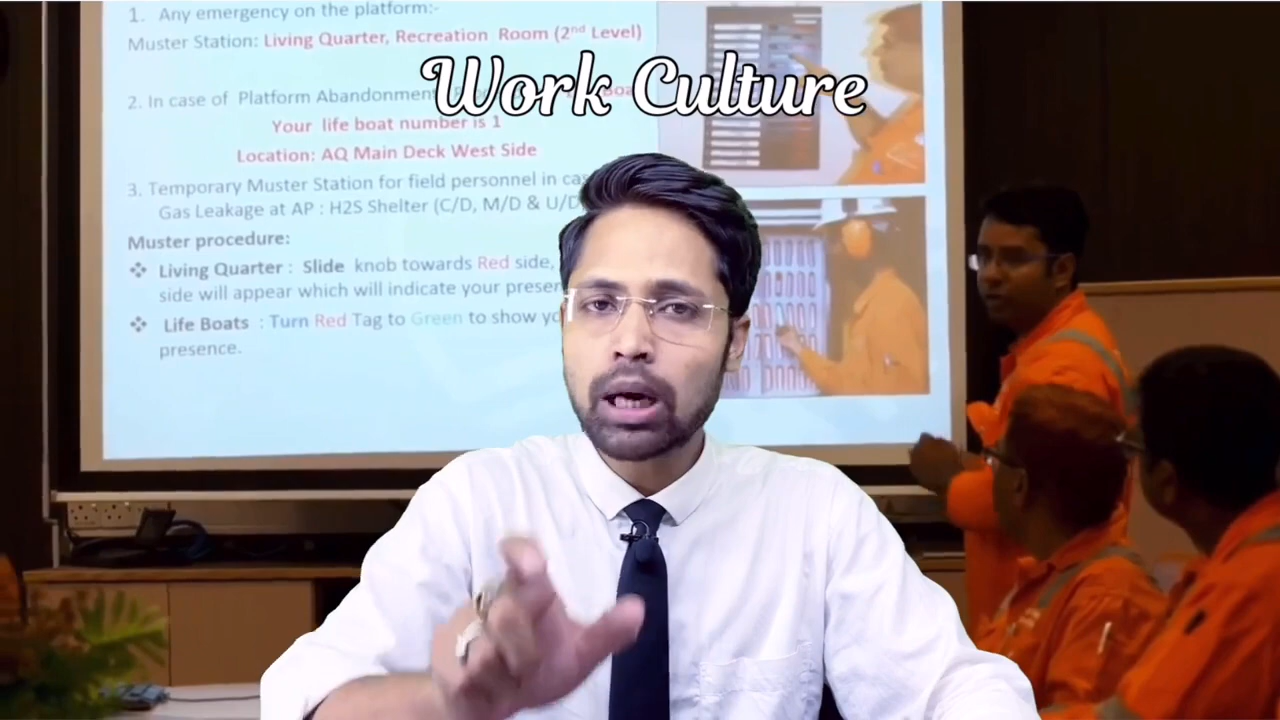 1. Any emergency on the platform:-
Muster Station: Living Quarter, Recreation Room (2nd Level)
Work Culture
2. In case of Platform Abandonment
Your life boat number is 1
Location: AQ Main Deck West Side
3. Temporary Muster Station for field personnel in
Gas Leakage at AP : H2S Shelter (C/D, M/D & U/D
Muster procedure:
❖ Living Quarter : Slide knob towards Red side,
side will appear which will indicate your
❖ Life Boats : Turn Red Tag to Green to show
presence.